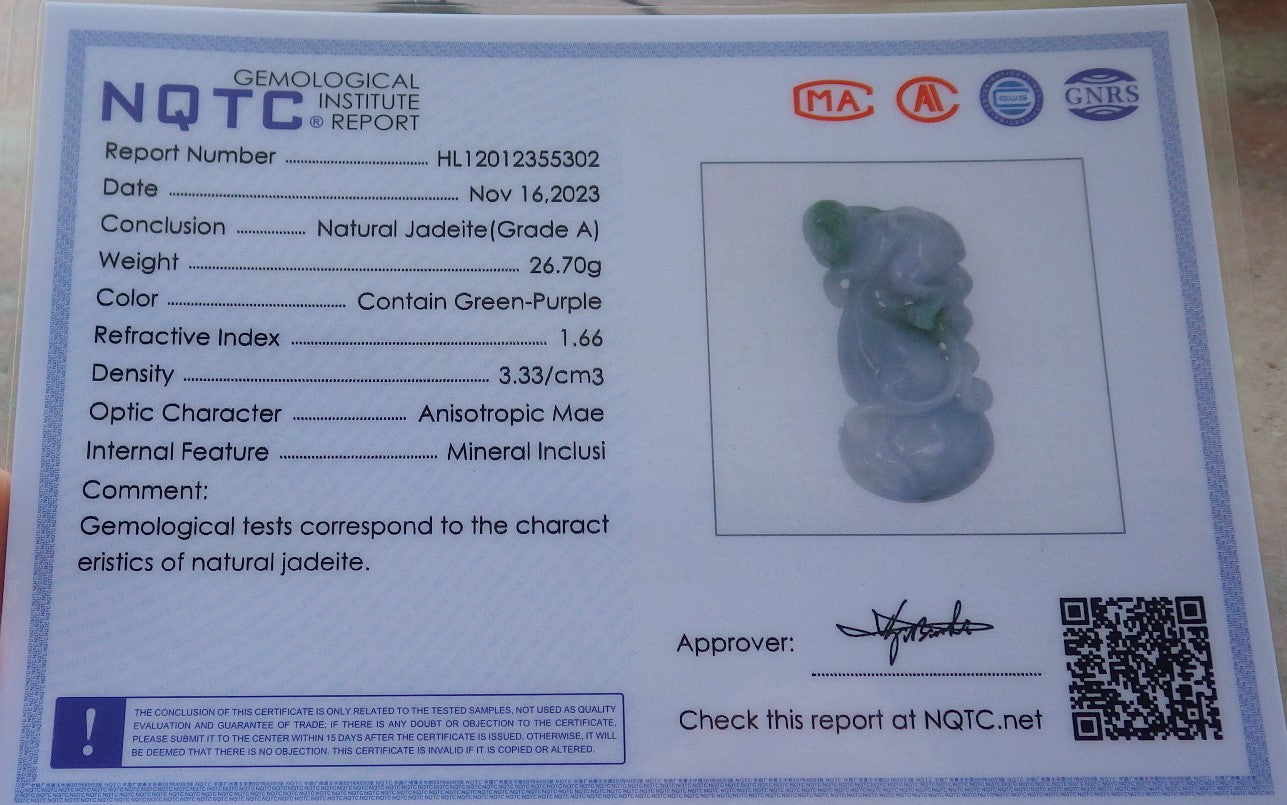 NQTC® GEMOLOGICAL
INSTITUTE
REPORT
Report Number HL12012355302
Date Nov 16,2023
Conclusion Natural Jadeite(Grade A)
Weight 26.70g
Color Contain Green-Purple
Refractive Index 1.66
Density 3.33/cm3
Optic Character Anisotropic Mae
Internal Feature Mineral Inclusi
Comment:
Gemological tests correspond to the charact
eristics of natural jadeite.
! THE CONCLUSION OF THIS CERTIFICATE IS ONLY RELATED TO THE TESTED SAMPLES, NOT USED AS QUALITY
EVALUATION AND GUARANTEE OF TRADE; IF THERE IS ANY DOUBT OR OBJECTION TO THE CERTIFICATE,
PLEASE SUBMIT IT TO THE CENTER WITHIN 15 DAYS AFTER THE CERTIFICATE IS ISSUED. OTHERWISE, IT WILL
BE DEEMED THAT THERE IS NO OBJECTION. THIS CERTIFICATE IS INVALID IF IT IS COPIED OR ALTERED.
MA GNRS
Approver:
Check this report at NQTC.net